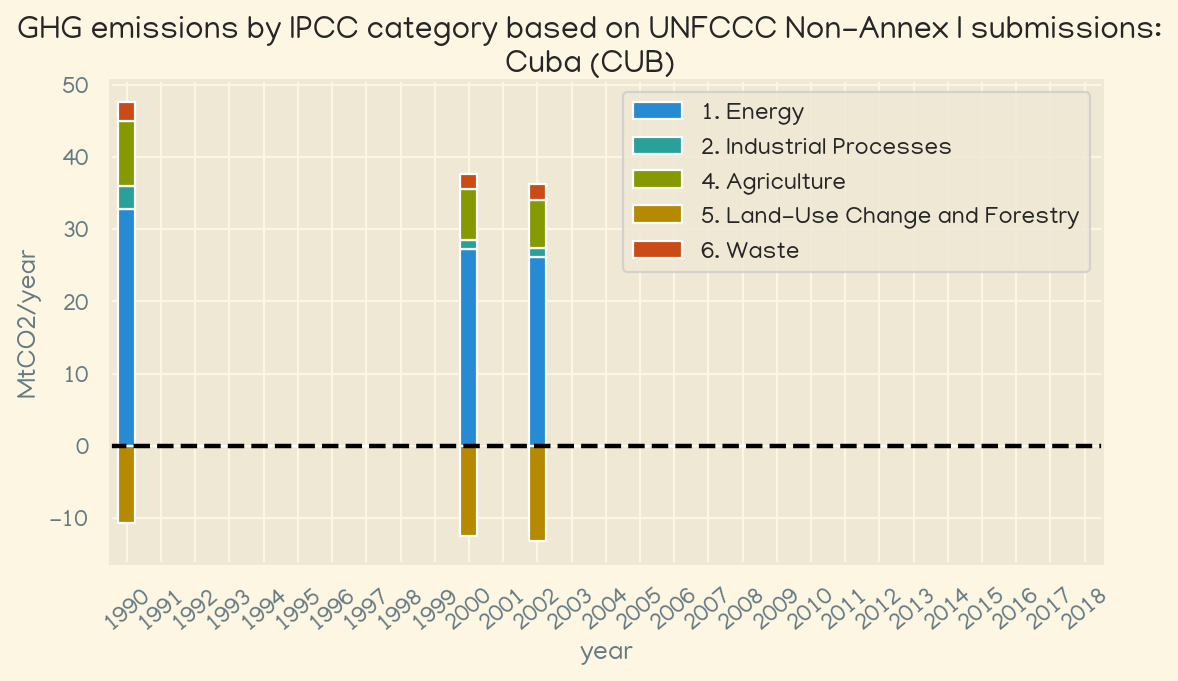 GHG emissions by IPCC category based on UNFCCC Non-Annex I submissions:
Cuba (CUB)
50
40
30
20
10
0
-10
MtCO2/year
1. Energy
2. Industrial Processes
4. Agriculture
5. Land-Use Change and Forestry
6. Waste
1990 1991 1992 1993 1994 1995 1996 1997 1998 1999 2000 2001 2002 2003 2004 2005 2006 2007 2008 2009 2010 2011 2012 2013 2014 2015 2016 2017 2018
year